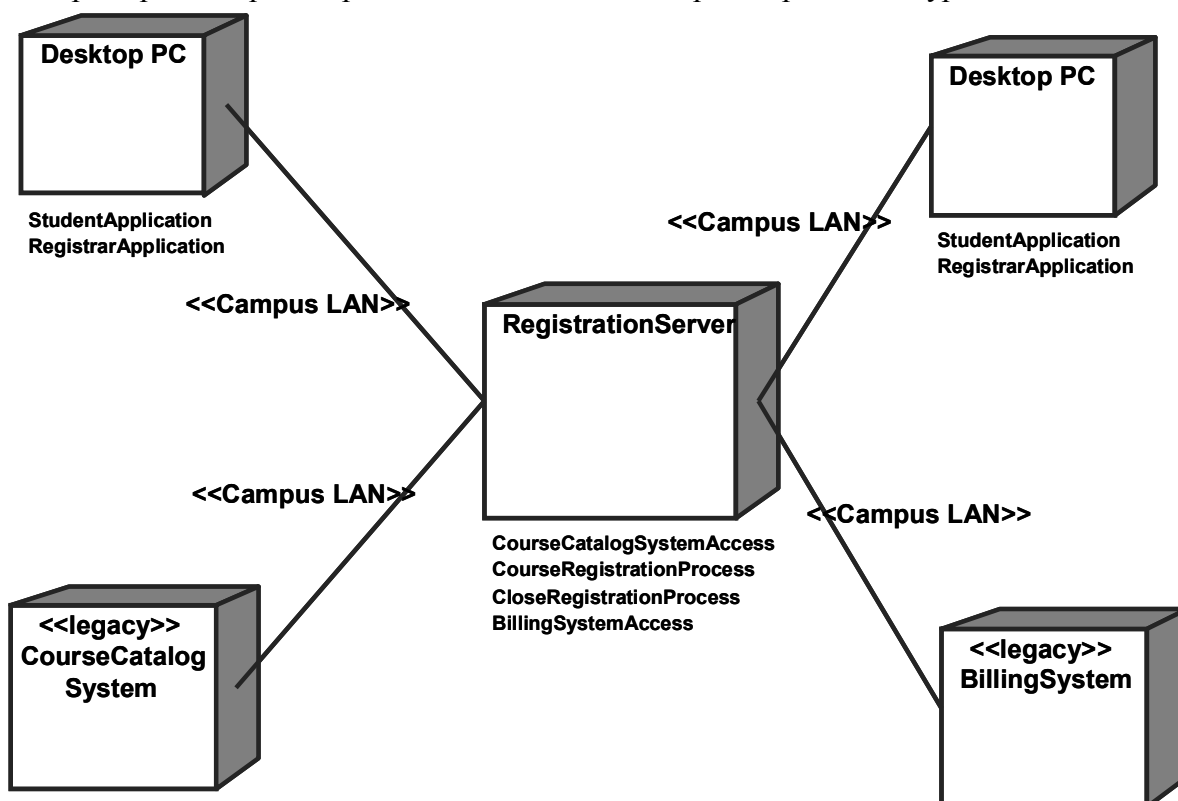 Desktop PC
StudentApplication
RegistrarApplication
Desktop PC
StudentApplication
RegistrarApplication
<<Campus LAN>>
<<Campus LAN>>
RegistrationServer
CourseCatalogSystemAccess
CourseRegistrationProcess
CloseRegistrationProcess
BillingSystemAccess
<<Campus LAN>>
<<Campus LAN>>
<<legacy>>
CourseCatalog
System
<<legacy>>
BillingSystem